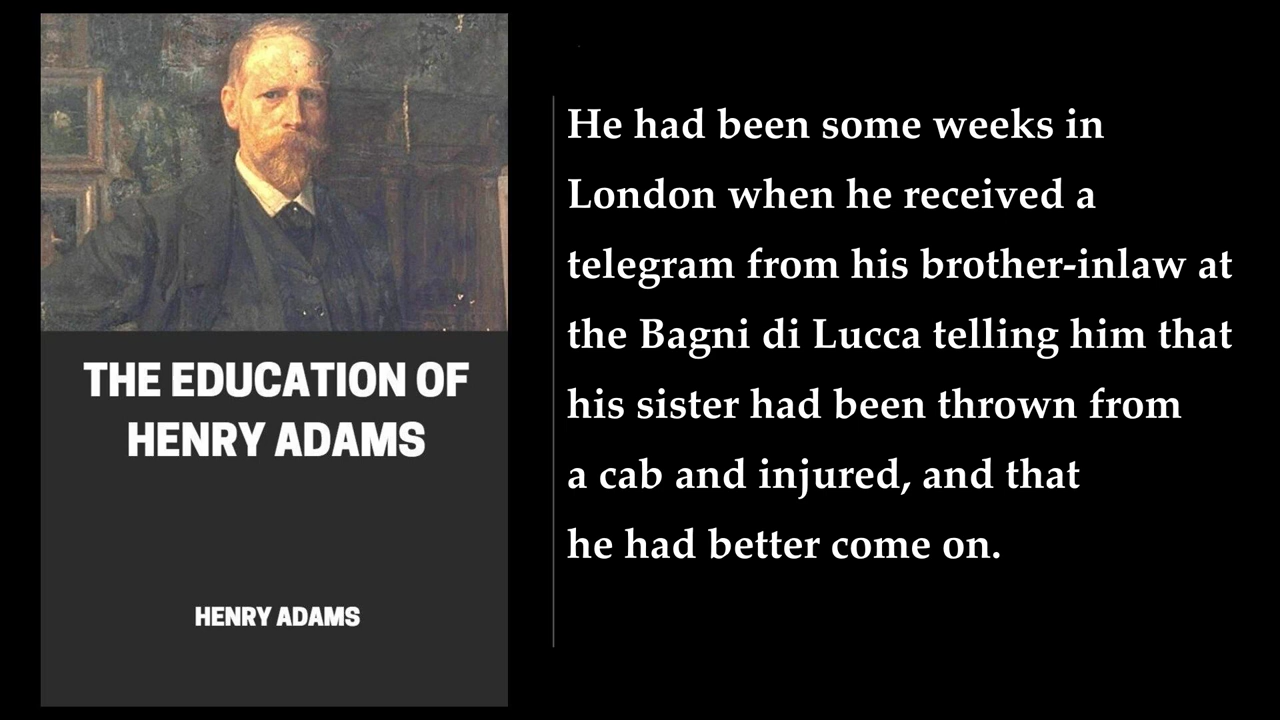 THE EDUCATION OF
HENRY ADAMS
HENRY ADAMS
He had been some weeks in
London when he received a
telegram from his brother-inlaw at
the Bagni di Lucca telling him that
his sister had been thrown from
a cab and injured, and that
he had better come on.